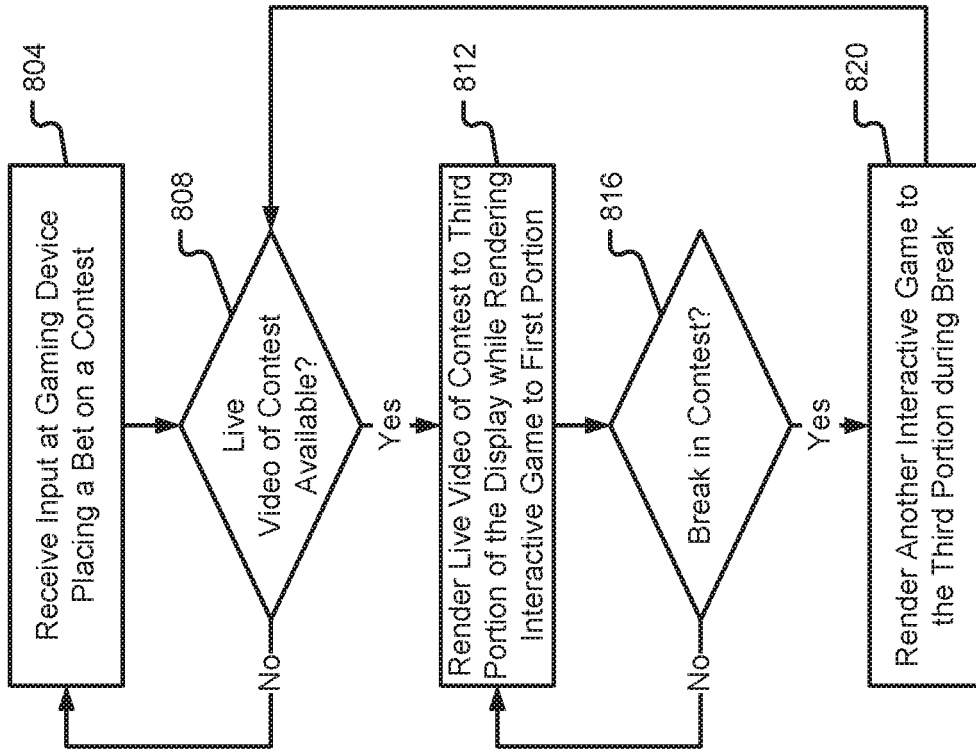 804
Receive Input at Gaming Device
Placing a Bet on a Contest
808
Live
Video of Contest
Available?
No
Yes
812
Render Live Video of Contest to Third
Portion of the Display while Rendering
Interactive Game to First Portion
816
Break in Contest?
No
Yes
820
Render Another Interactive Game to
the Third Portion during Break